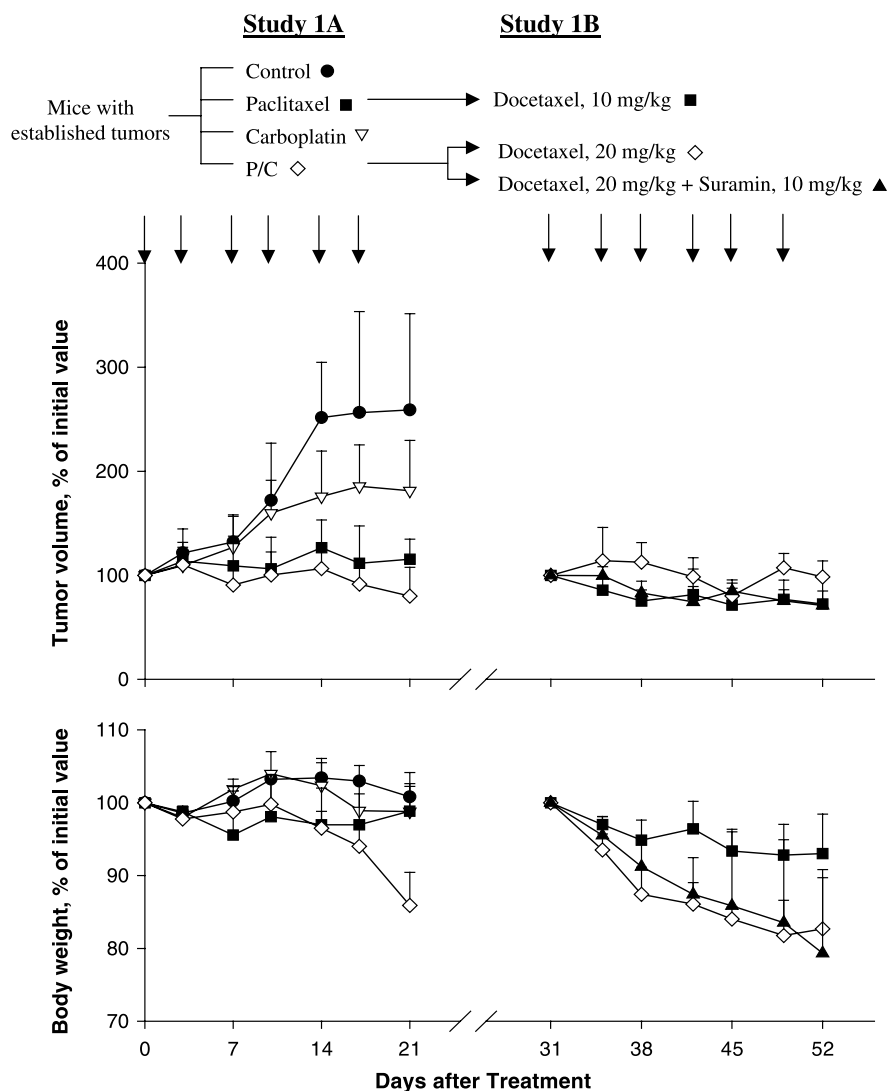 Study 1A
Study 1B
Control
Mice with
established tumors
Paclitaxel
Carboplatin
P/C
Docetaxel, 10 mg/kg
Docetaxel, 20 mg/kg
Docetaxel, 20 mg/kg + Suramin, 10 mg/kg
Tumor volume, % of initial value
400
300
200
100
0
Body weight, % of initial value
110
100
90
80
70
0 7 14 21 31 38 45 52
Days after Treatment